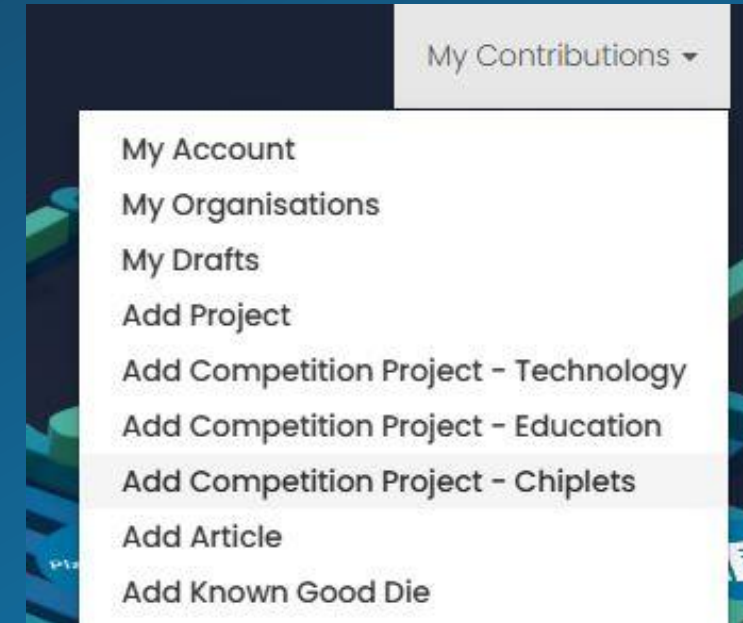 My Contributions
My Account
My Organisations
My Drafts
Add Project
Add Competition Project - Technology
Add Competition Project - Education
Add Competition Project - Chiplets
Add Article
Add Known Good Die